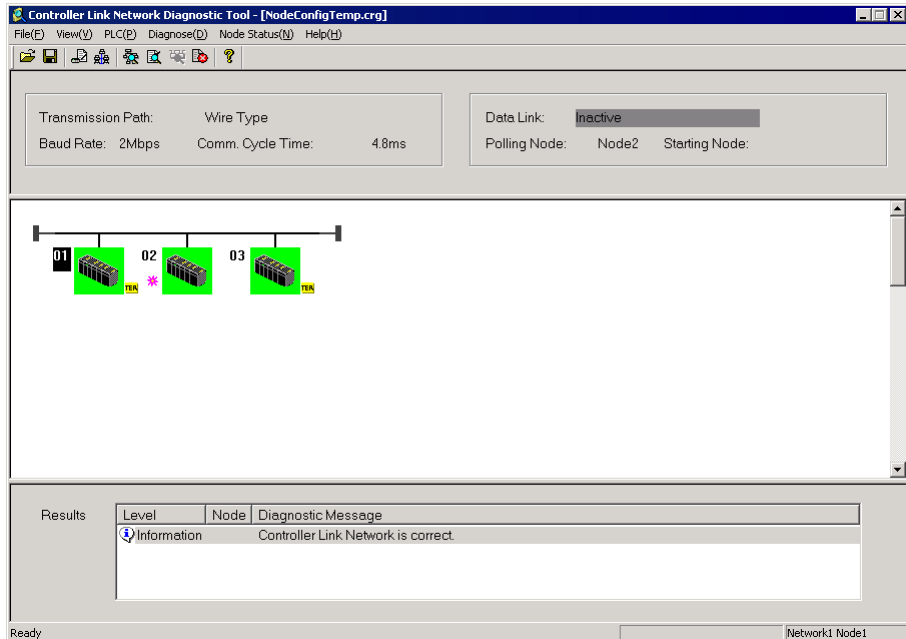 Controller Link Network Diagnostic Tool - [NodeConfigTemp.crg]
File(F) View(V) PLC(P) Diagnose(D) Node Status(N) Help(H)
Transmission Path: Wire Type
Baud Rate: 2Mbps Comm. Cycle Time: 4.8ms
Data Link: Inactive
Polling Node: Node2 Starting Node:
01 02 03
TER TER
Results
Level Node Diagnostic Message
Information Controller Link Network is correct.
Ready Network1 Node1